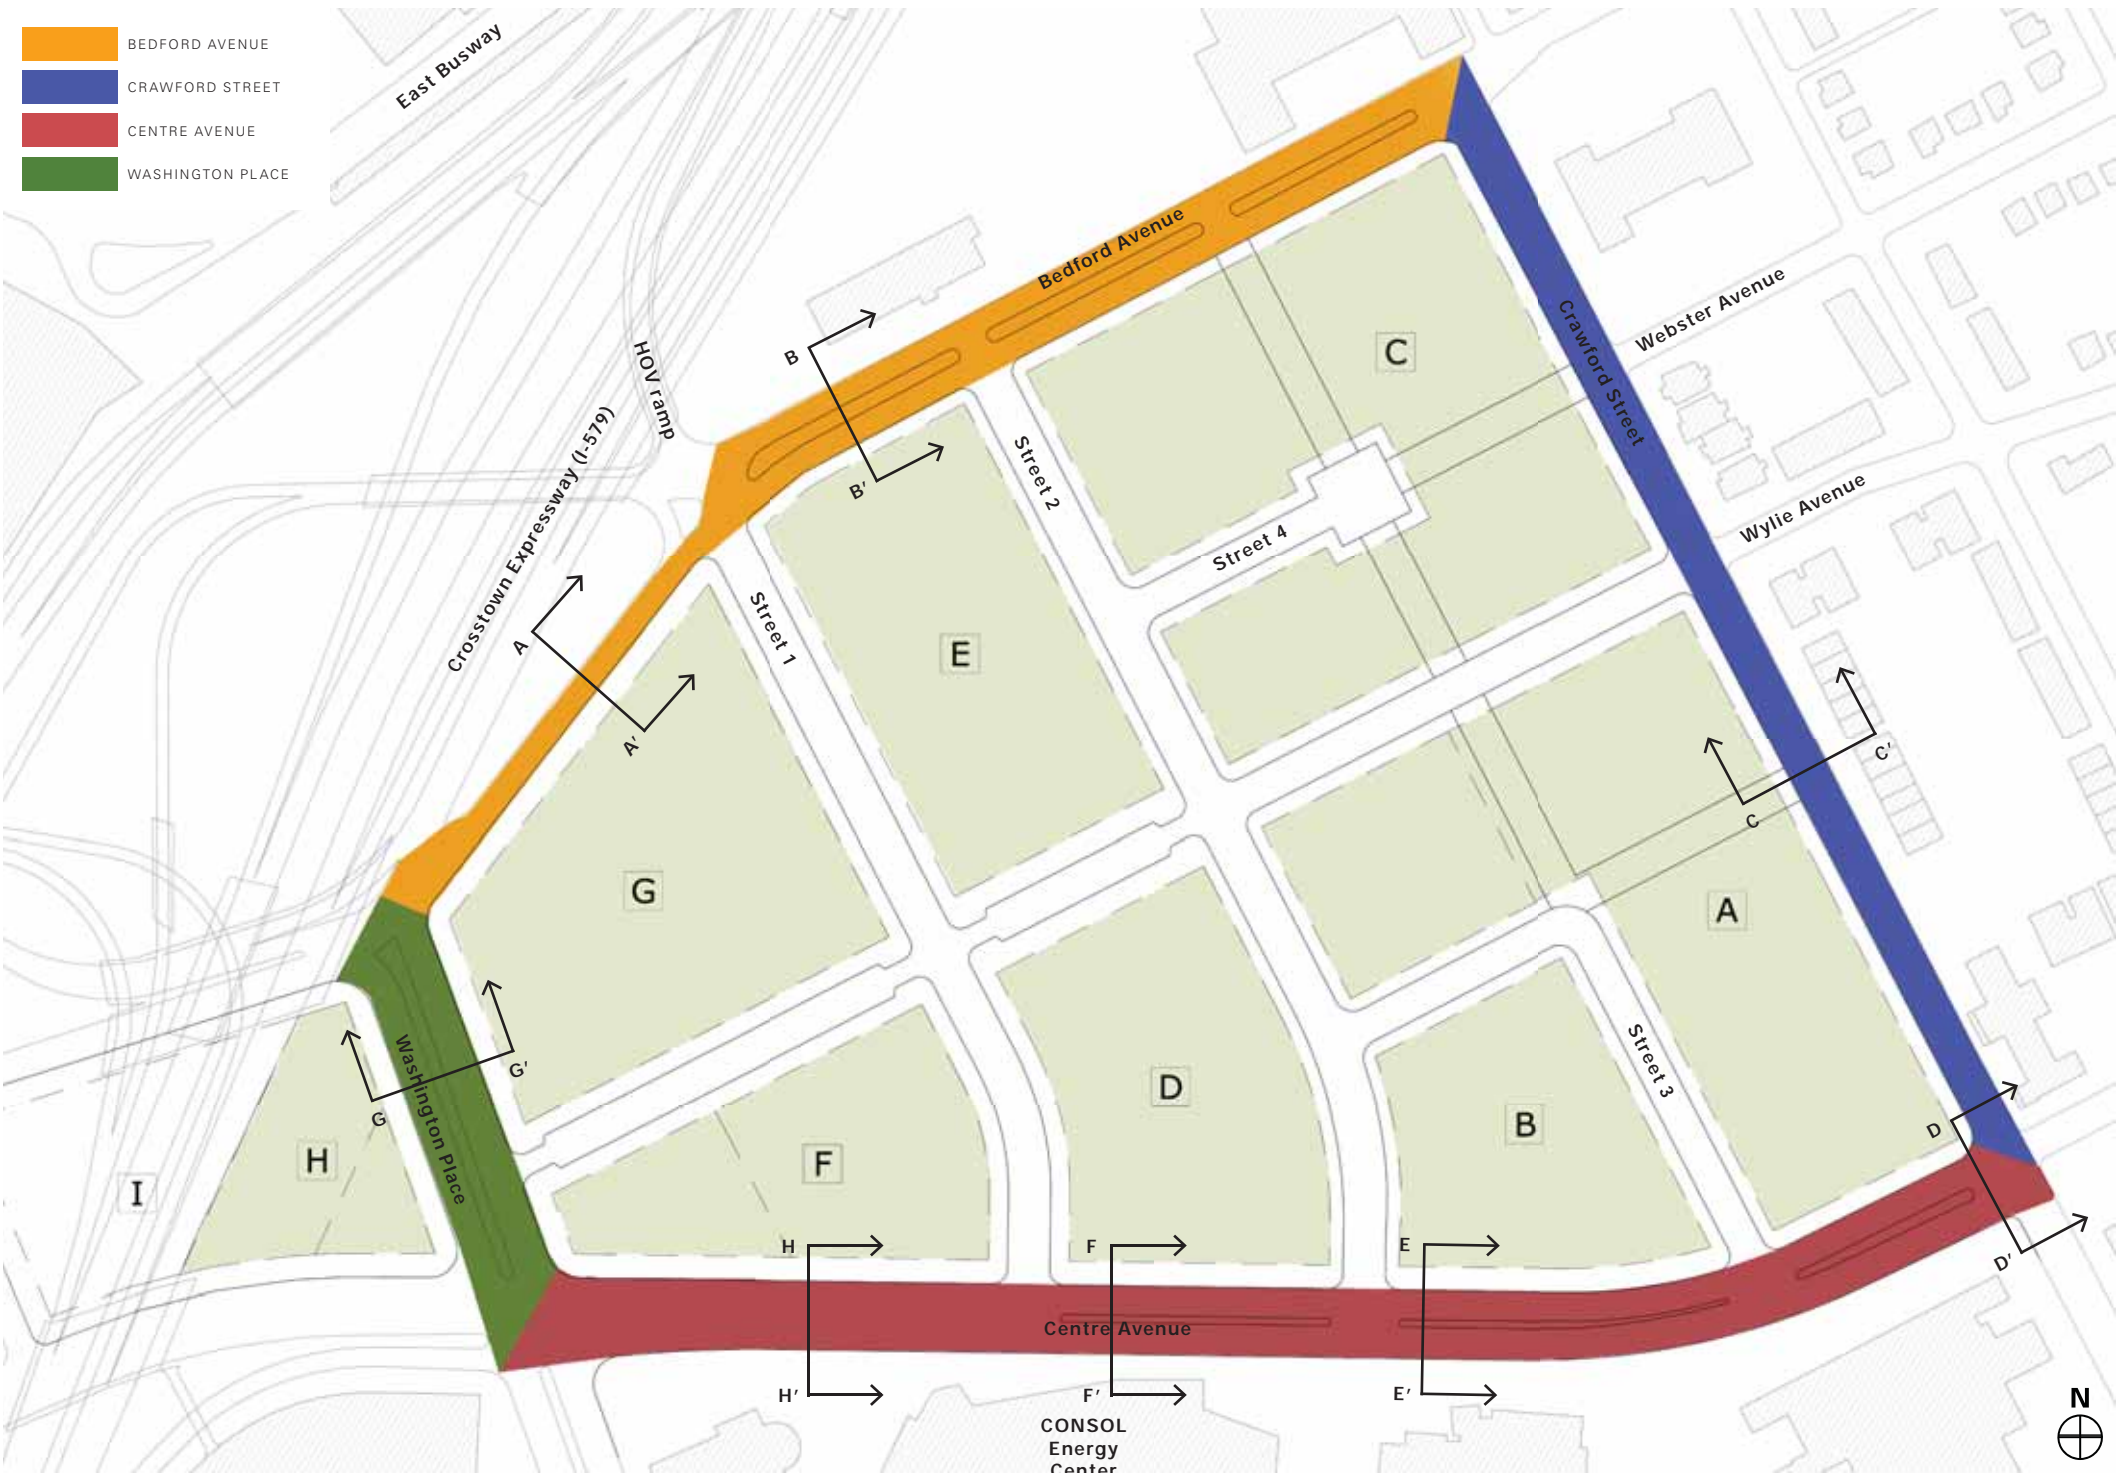 BEDFORD AVENUE
CRAWFORD STREET
CENTRE AVENUE
WASHINGTON PLACE
East Busway
HOV ramp
Crosstown Expressway (I-579)
Bedford Avenue
Crawford Street
Webster Avenue
Wylie Avenue
B
B'
C
Street 2
Street 4
Street 1
A
A'
E
C
C'
G
A
G
G'
Washington Place
D
B
Street 3
D
D'
H
I
F
H
H'
F
F'
E
E'
Centre Avenue
CONSOL
Energy
Center
N